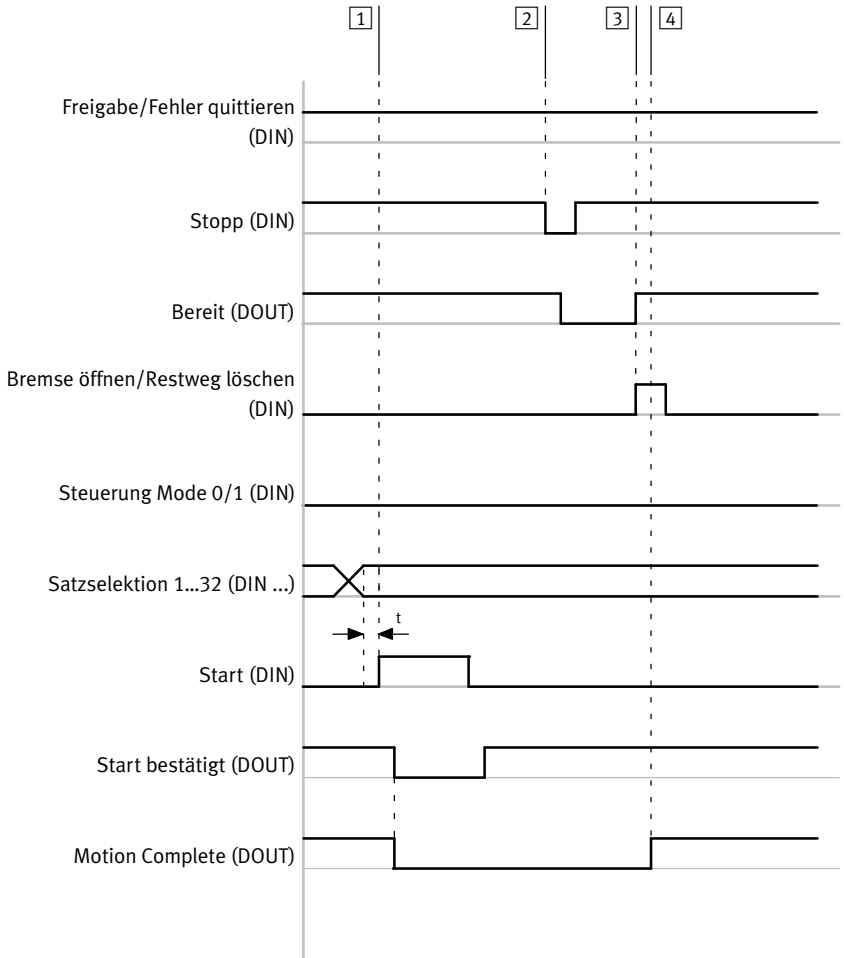 1
2
3
4
Freigabe/Fehler quittieren
(DIN)
Stopp (DIN)
Bereit (DOUT)
Bremse öffnen/Restweg löschen
(DIN)
Steuerung Mode 0/1 (DIN)
Satzselektion 1...32 (DIN ...)
t
Start (DIN)
Start bestätigt (DOUT)
Motion Complete (DOUT)